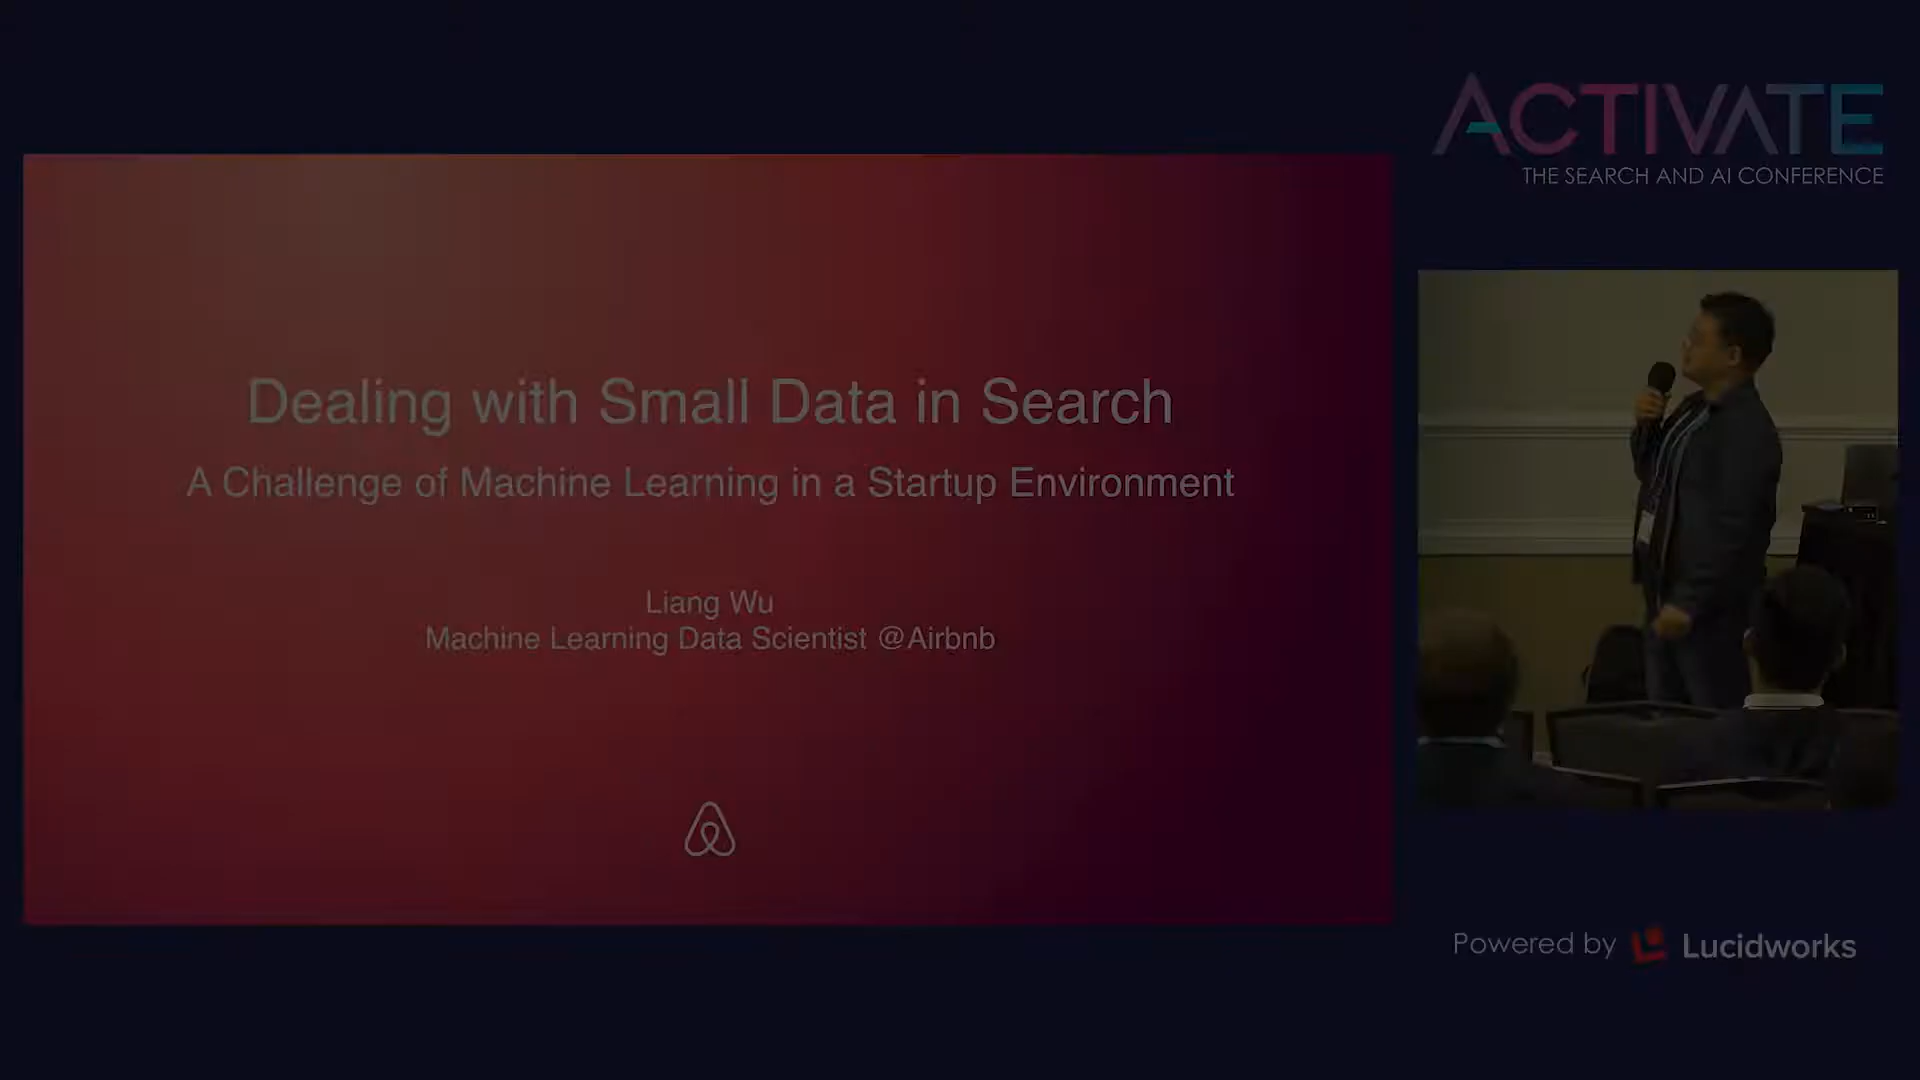 Dealing with Small Data in Search
A Challenge of Machine Learning in a Startup Environment
Liang Wu
Machine Learning Data Scientist @Airbnb
ACTIVATE
THE SEARCH AND AI CONFERENCE
Powered by Lucidworks